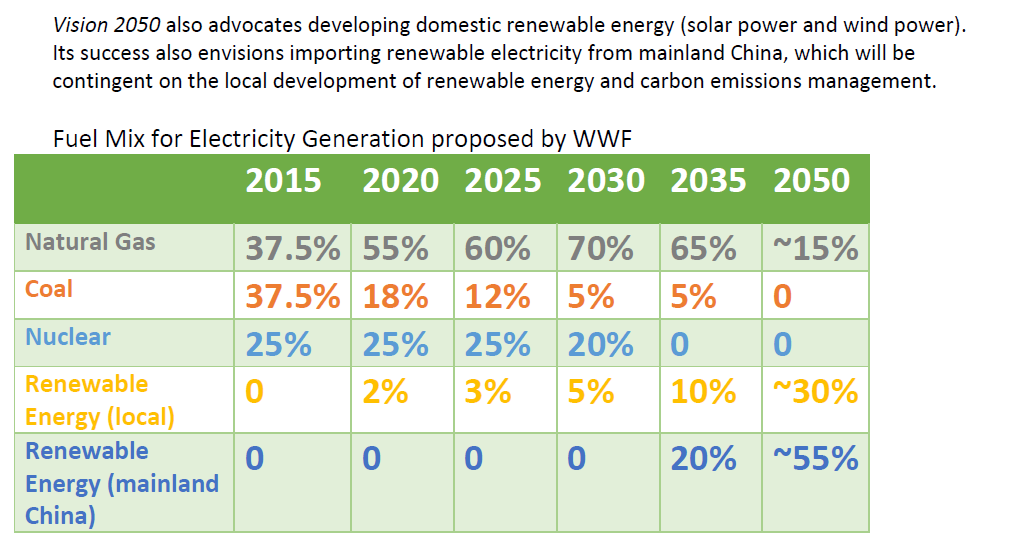 Vision 2050 also advocates developing domestic renewable energy (solar power and wind power).
Its success also envisions importing renewable electricity from mainland China, which will be
contingent on the local development of renewable energy and carbon emissions management.
Fuel Mix for Electricity Generation proposed by WWF
2015 2020 2025 2030 2035 2050
Natural Gas 37.5% 55% 60% 70% 65% ~15%
Coal 37.5% 18% 12% 5% 5% 0
Nuclear 25% 25% 25% 20% 0 0
Renewable
Energy (local) 0 2% 3% 5% 10% ~30%
Renewable
Energy (mainland
China) 0 0 0 0 20% ~55%